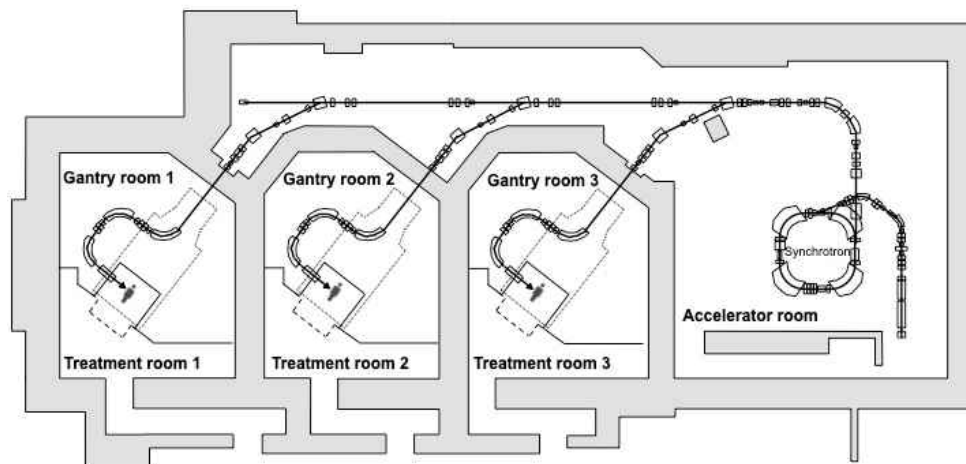 Gantry room 1
Gantry room 2
Gantry room 3
Synchrotron
Accelerator room
Treatment room 1
Treatment room 2
Treatment room 3